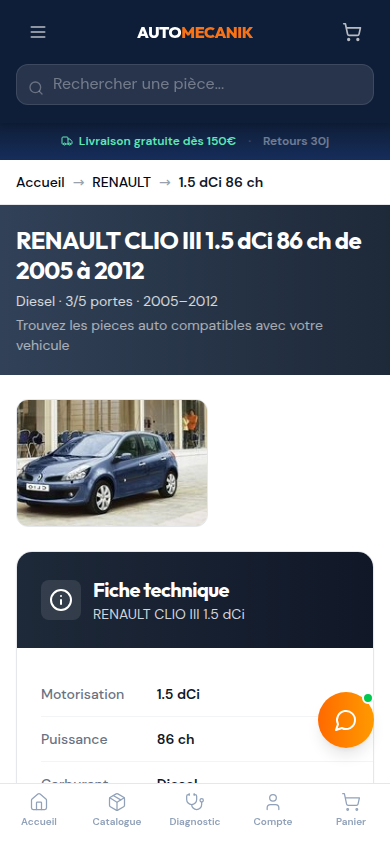 AUTOMECANIK
Rechercher une pièce...
Livraison gratuite dès 150€ · Retours 30j
Accueil → RENAULT → 1.5 dCi 86 ch
RENAULT CLIO III 1.5 dCi 86 ch de
2005 à 2012
Diesel · 3/5 portes · 2005–2012
Trouvez les pieces auto compatibles avec votre
vehicule
Fiche technique
RENAULT CLIO III 1.5 dCi
Motorisation 1.5 dCi
Puissance 86 ch
Carburant Diesel
Accueil Catalogue Diagnostic Compte Panier